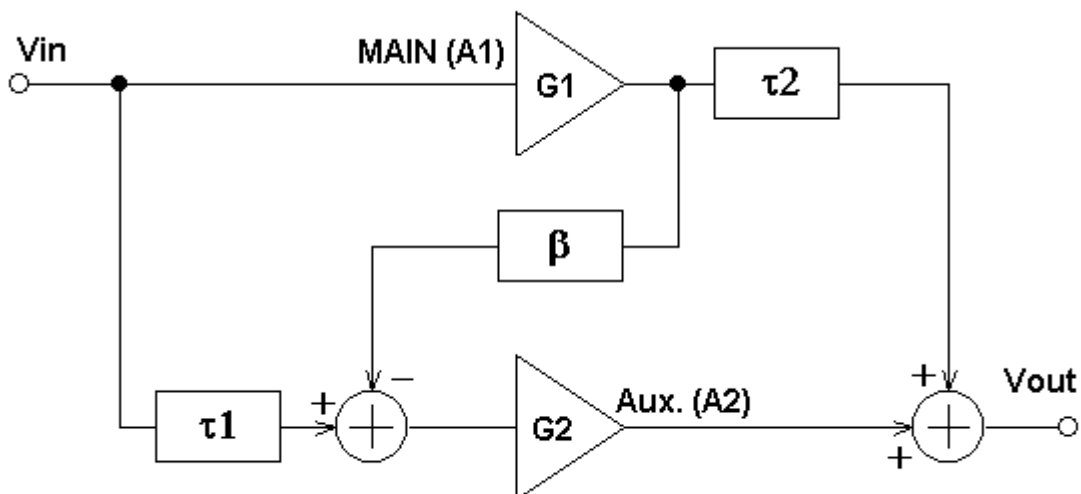 Vin
MAIN (A1)
G1
τ2
β
τ1
+
−
G2
Aux. (A2)
+
+
Vout